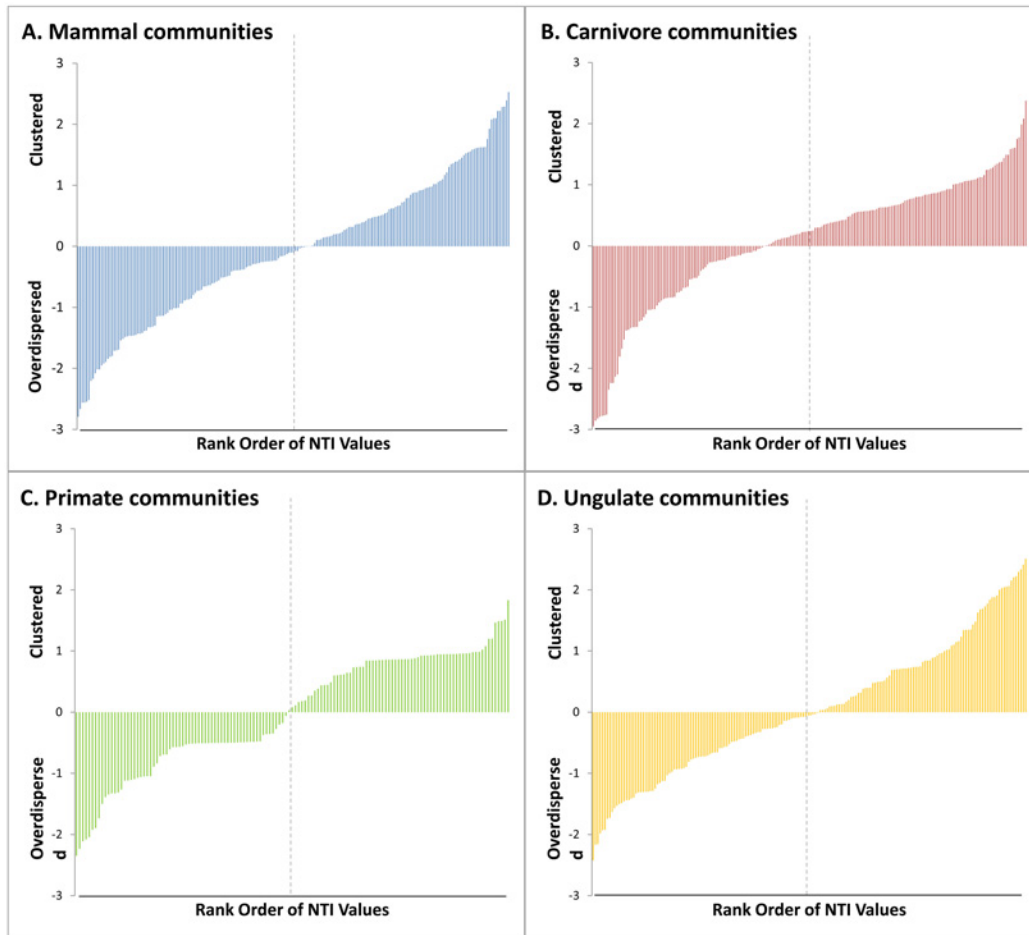 A. Mammal communities
3
2
1
0
-1
-2
-3
Clustered
Overdispersed
Rank Order of NTI Values
B. Carnivore communities
3
2
1
0
-1
-2
-3
Clustered
Overdisperse
d
Rank Order of NTI Values
C. Primate communities
3
2
1
0
-1
-2
-3
Clustered
Overdisperse
d
Rank Order of NTI Values
D. Ungulate communities
3
2
1
0
-1
-2
-3
Clustered
Overdisperse
d
Rank Order of NTI Values